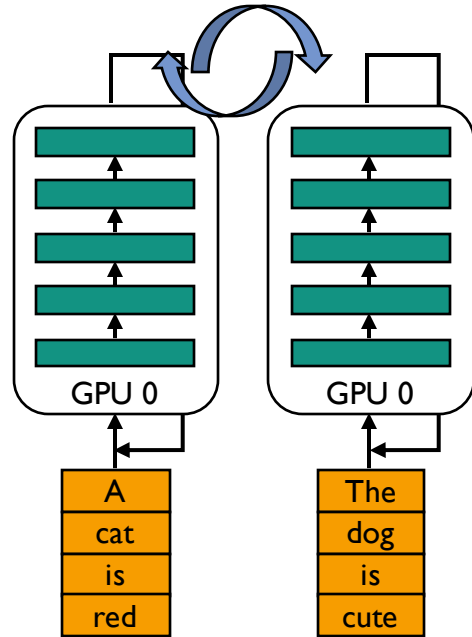 GPU 0
GPU 0
A
cat
is
red
The
dog
is
cute